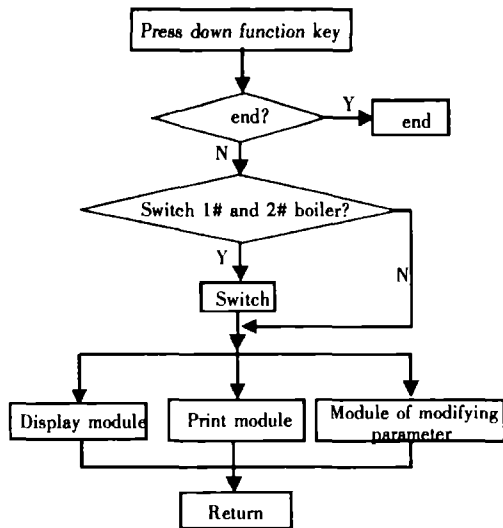 Press down function key
end?
Y
end
N
Switch 1# and 2# boiler?
Y
N
Switch
Display module
Print module
Module of modifying
parameter
Return